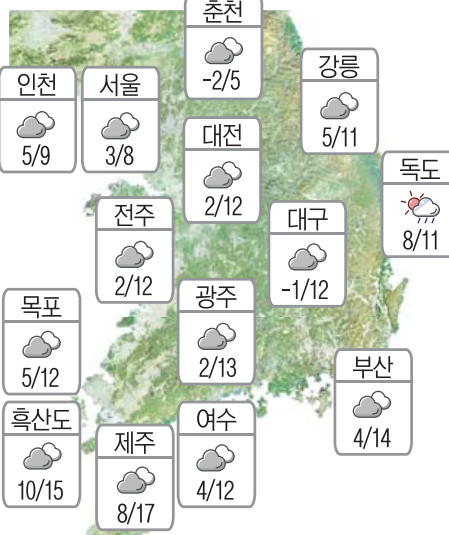 춘천
-2/5
강릉
5/11
인천
5/9
서울
3/8
대전
2/12
독도
8/11
전주
2/12
대구
-1/12
광주
2/13
목포
5/12
부산
4/14
흑산도
10/15
제주
8/17
여수
4/12